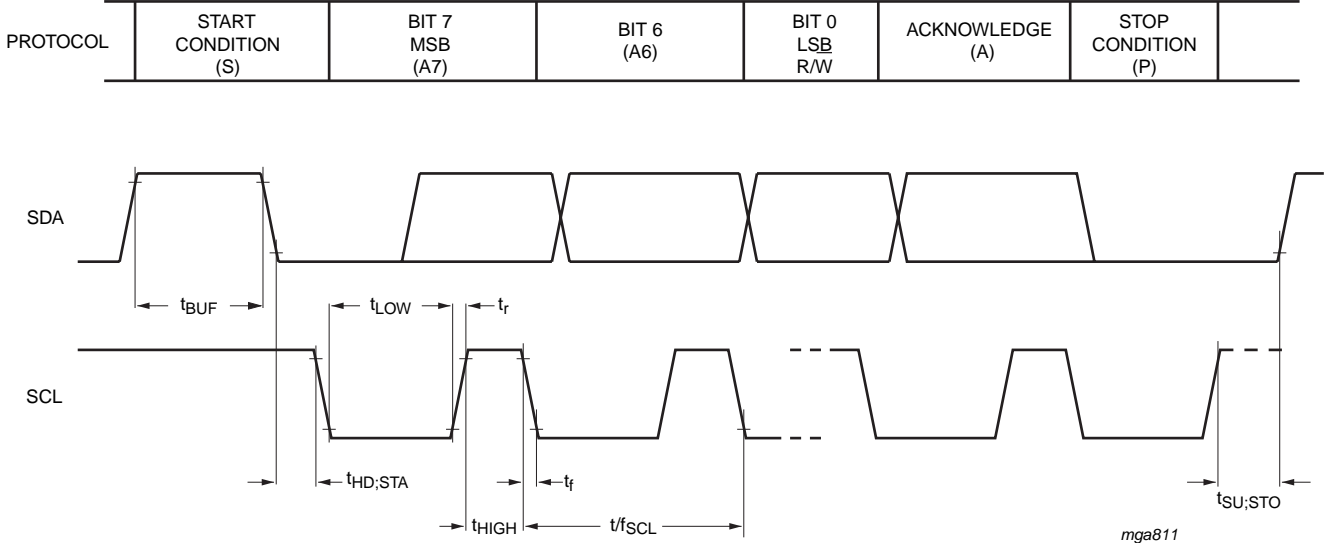 PROTOCOL
START
CONDITION
(S)
BIT 7
MSB
(A7)
BIT 6
(A6)
BIT 0
LSB
R/W
ACKNOWLEDGE
(A)
STOP
CONDITION
(P)
SDA
tBUF
tLOW
tr
SCL
tHD;STA
tf
tHIGH
t/fSCL
tSU;STO
mga811